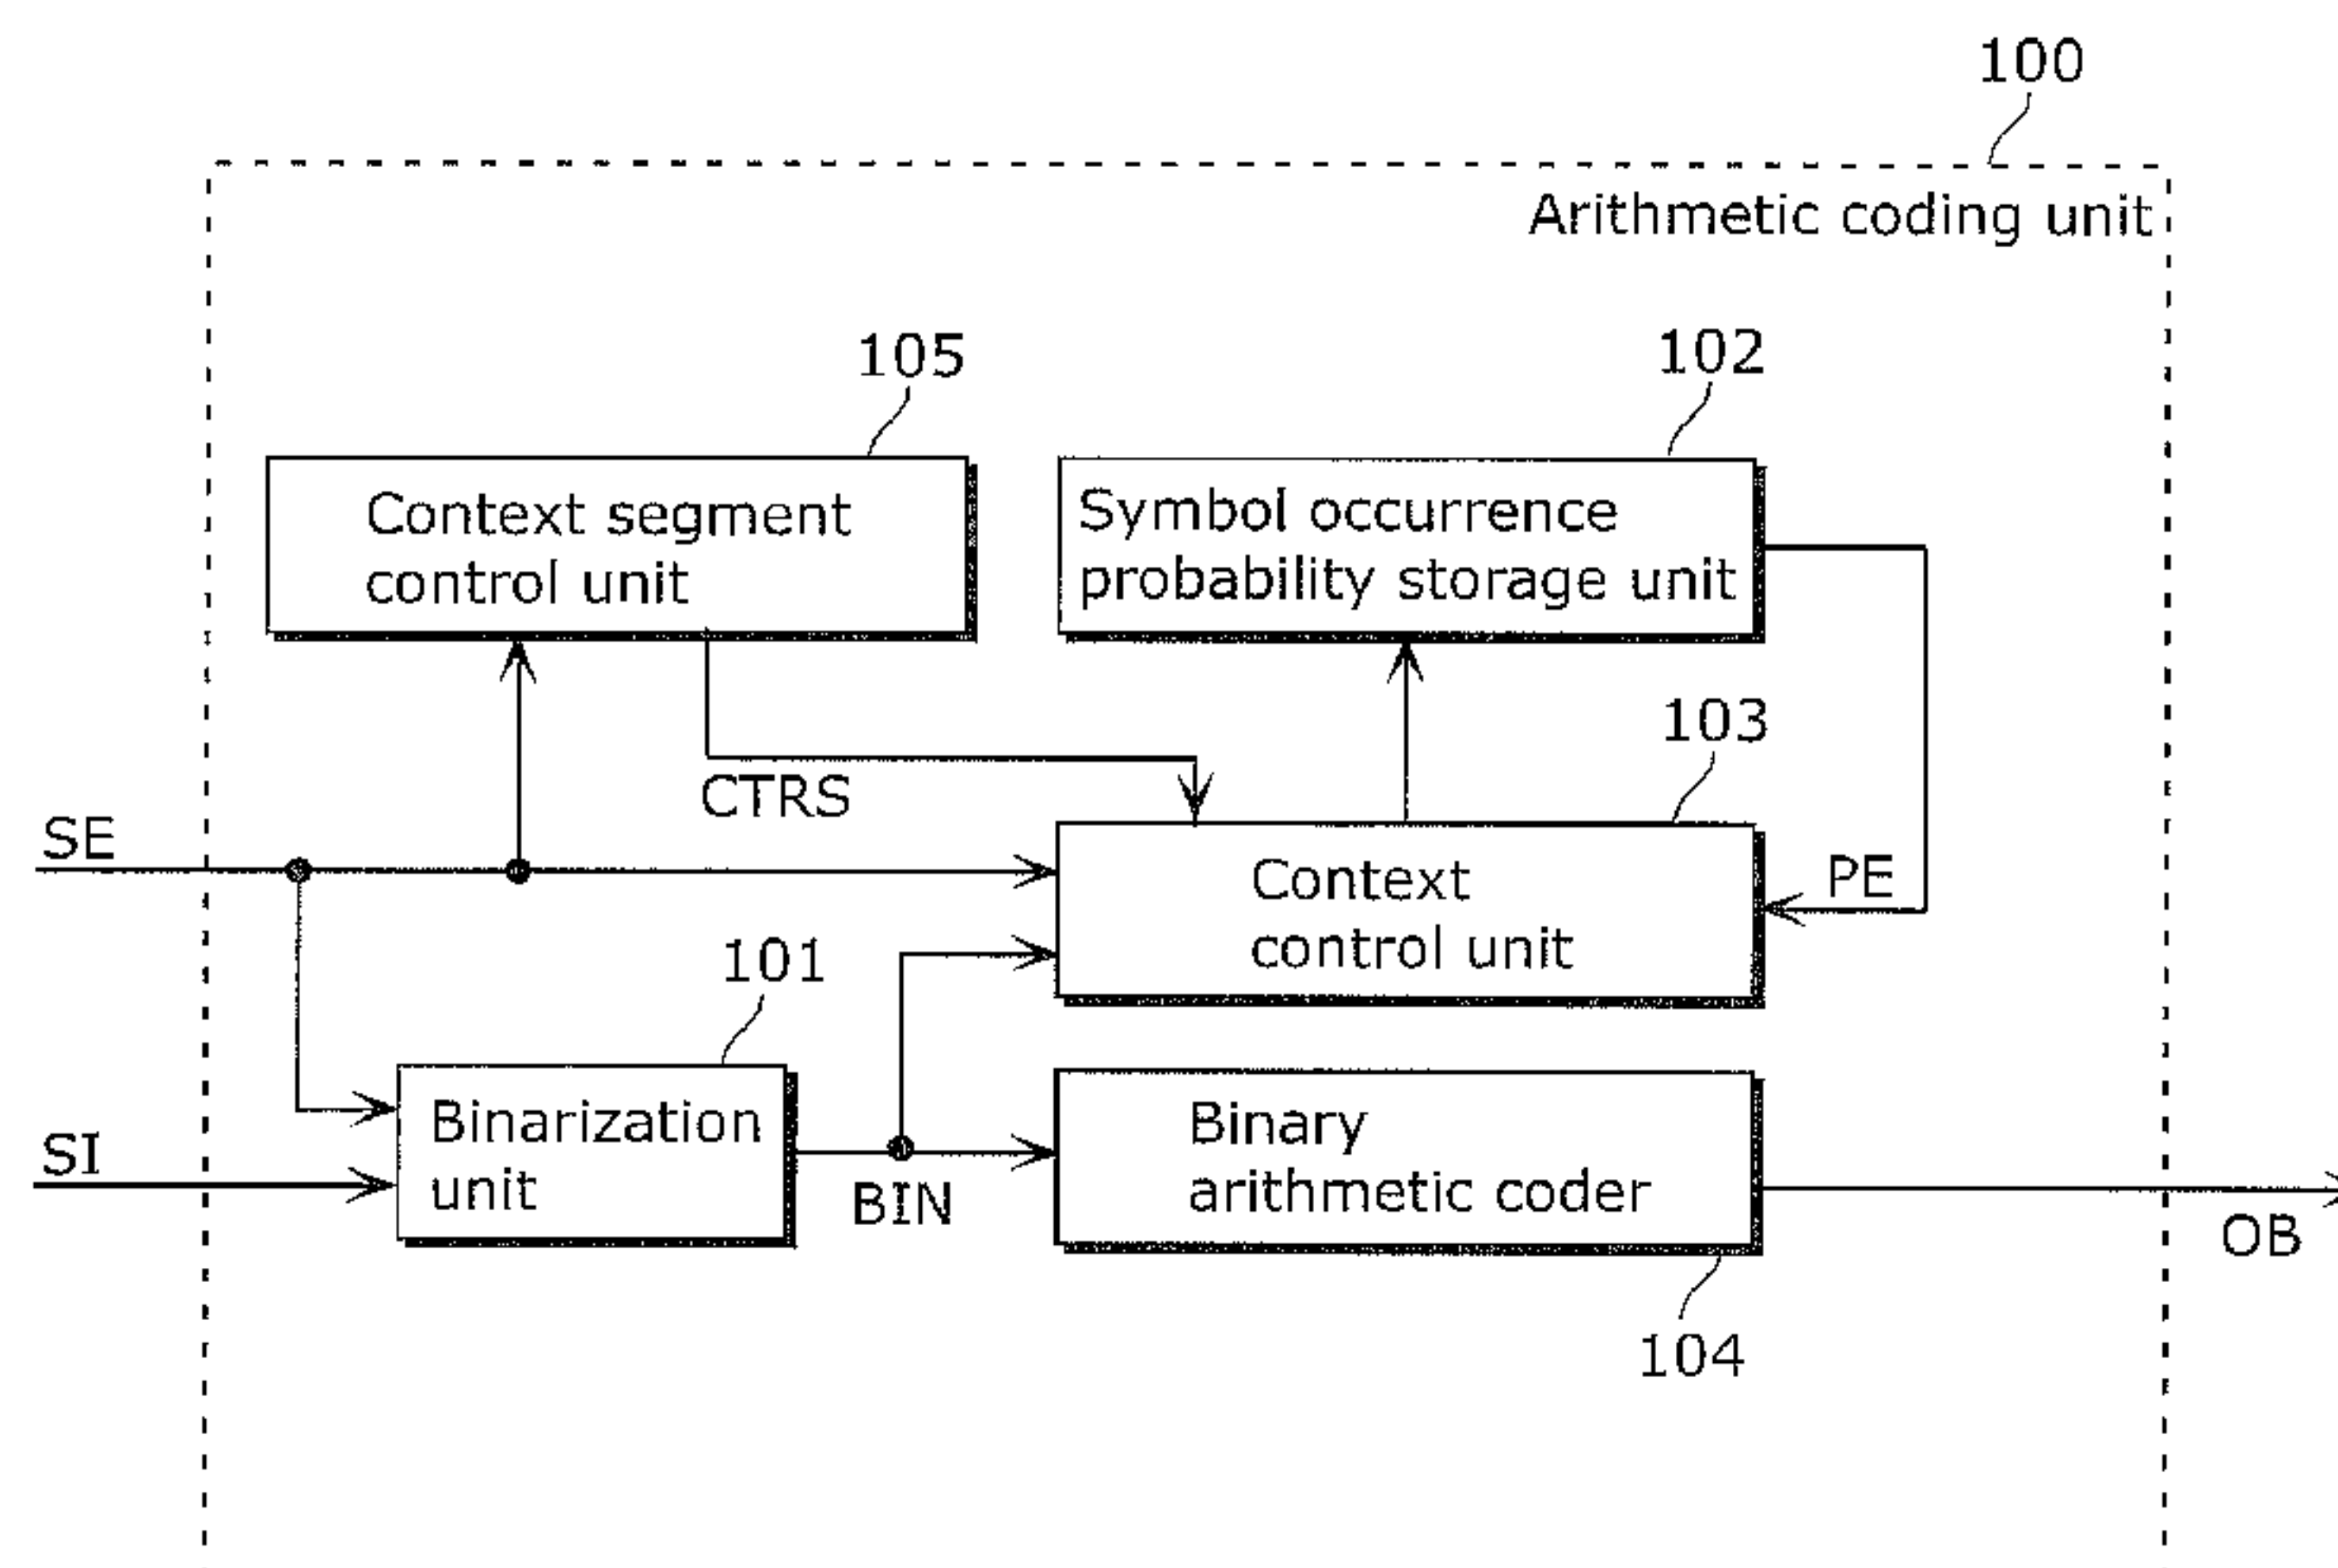 100
Arithmetic coding unit
105
102
Context segment
control unit
Symbol occurrence
probability storage unit
103
CTRS
SE
PE
Context
control unit
101
Binarization
unit
SI
BIN
Binary
arithmetic coder
OB
104